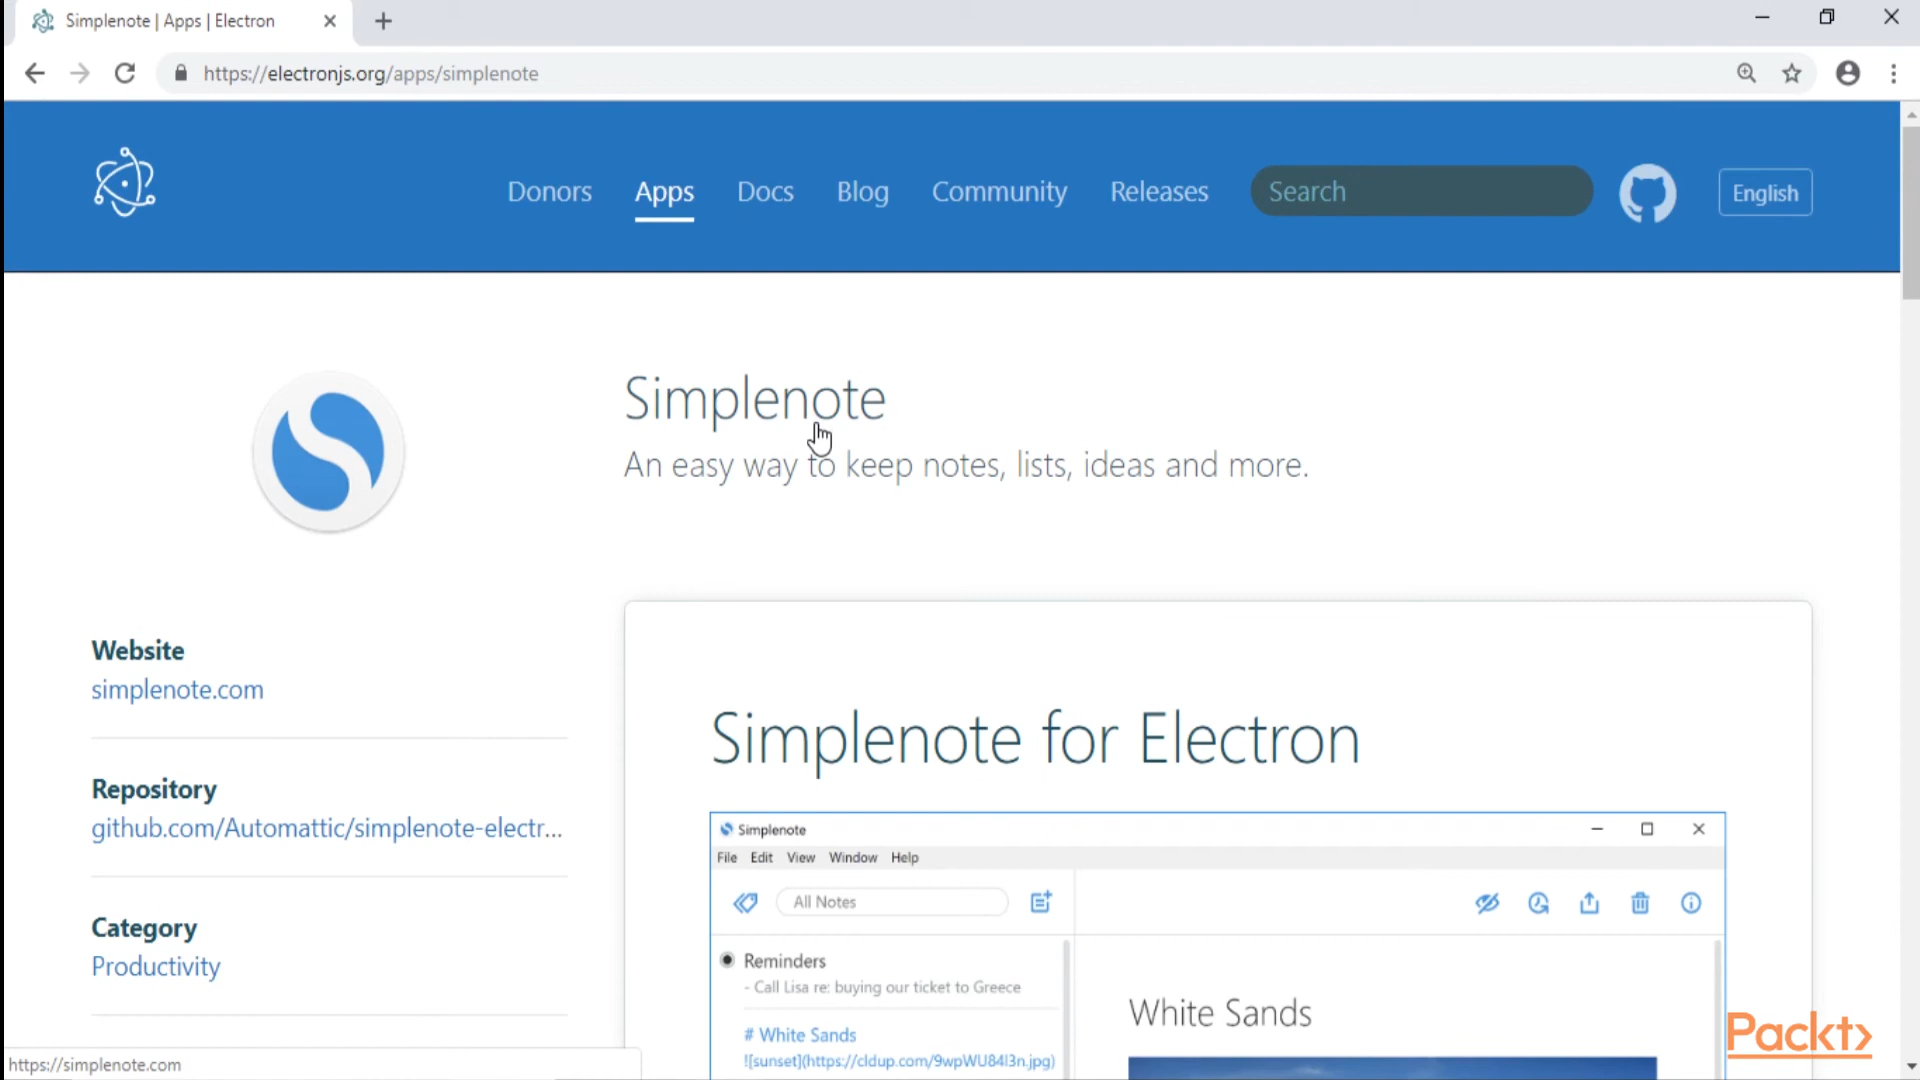 Simplenote | Apps | Electron
https://electronjs.org/apps/simplenote
Donors Apps Docs Blog Community Releases Search English
Simplenote
An easy way to keep notes, lists, ideas and more.
Website
simplenote.com
Repository
github.com/Automattic/simplenote-electr...
Category
Productivity
Simplenote for Electron
Simplenote
File Edit View Window Help
All Notes
Reminders
- Call Lisa re: buying our ticket to Greece
# White Sands
![sunset](https://cldup.com/9wpWU84l3n.jpg)
White Sands
Packt>
https://simplenote.com